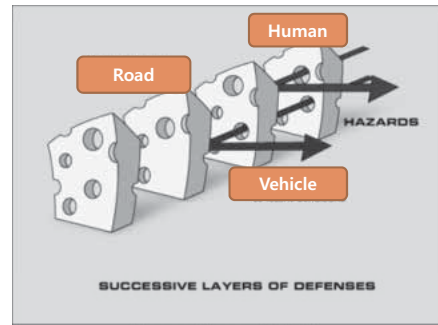 Human
Road
HAZARDS
Vehicle
SUCCESSIVE LAYERS OF DEFENSES